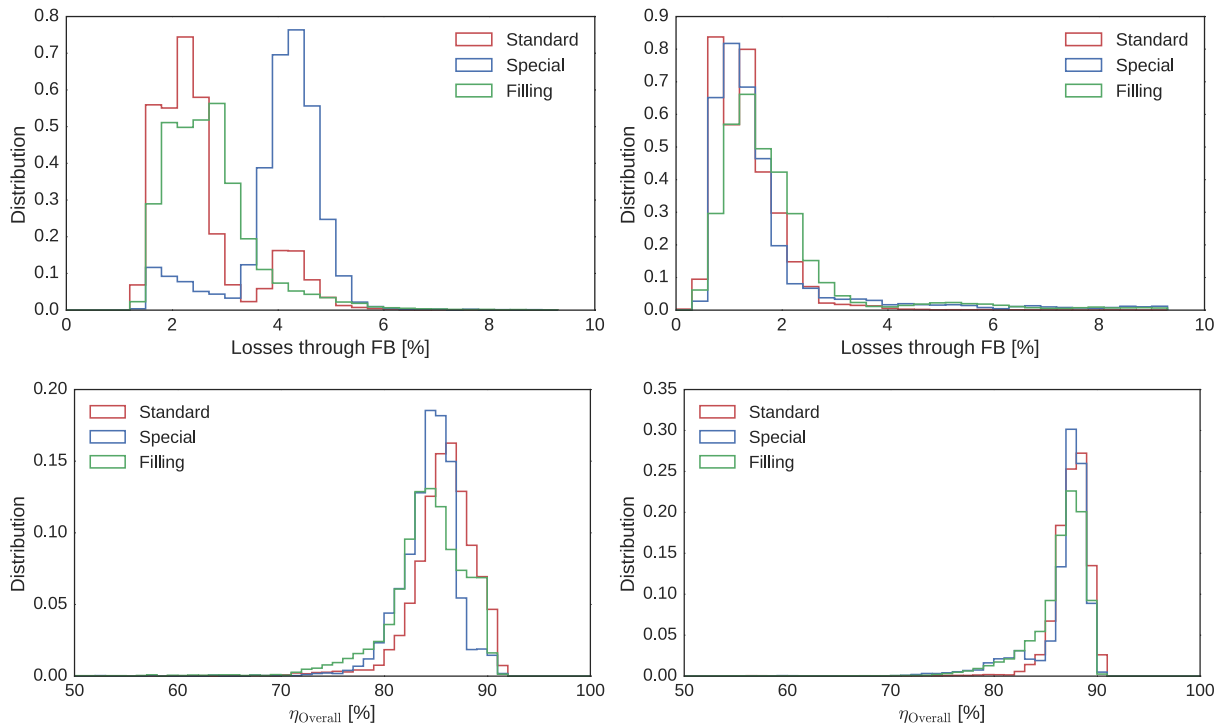 0.8
0.7
0.6
0.5
0.4
0.3
0.2
0.1
0.0
Distribution
Standard
Special
Filling
0
2
4
6
8
10
Losses through FB [%]
0.9
0.8
0.7
0.6
0.5
0.4
0.3
0.2
0.1
0.0
Distribution
Standard
Special
Filling
0
2
4
6
8
10
Losses through FB [%]
0.20
0.15
0.10
0.05
0.00
Distribution
Standard
Special
Filling
50
60
70
80
90
100
ηOverall [%]
0.35
0.30
0.25
0.20
0.15
0.10
0.05
0.00
Distribution
Standard
Special
Filling
50
60
70
80
90
100
ηOverall [%]